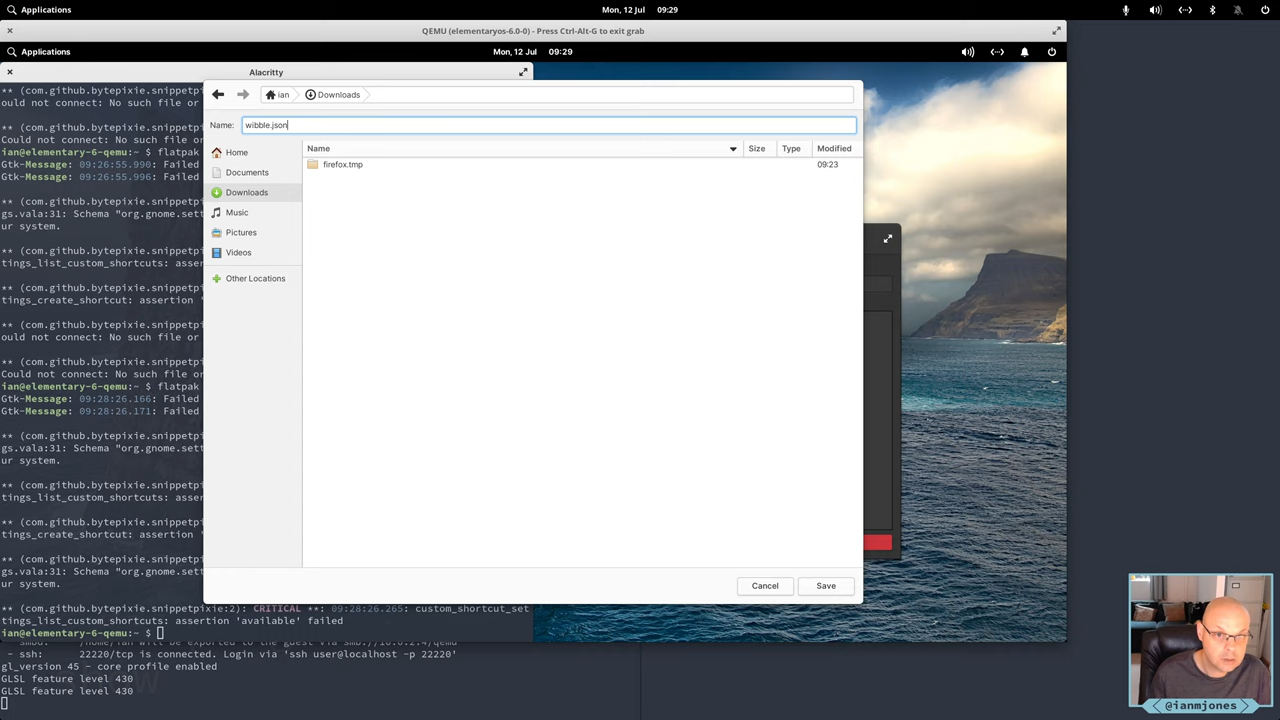 Applications
Mon, 12 Jul 09:29
QEMU (elementaryos-6.0-0) - Press Ctrl-Alt-G to exit grab
Applications
Mon, 12 Jul 09:29
Alacritty
** (com.github.bytepixie.snippetpi
ould not connect: No such file or
** (com.github.bytepixie.snippetpi
Could not connect: No such file or
ian@elementary-6-qemu:~ $ flatpak
Gtk-Message: 09:26:55.990: Failed
Gtk-Message: 09:26:55.996: Failed
** (com.github.bytepixie.snippetpi
gs.vala:31: Schema "org.gnome.sett
ur system.
** (com.github.bytepixie.snippetpi
tings_list_custom_shortcuts: asser
** (com.github.bytepixie.snippetpi
tings_create_shortcut: assertion '
** (com.github.bytepixie.snippetpi
ould not connect: No such file or
** (com.github.bytepixie.snippetpi
Could not connect: No such file or
ian@elementary-6-qemu:~ $ flatpak
Gtk-Message: 09:28:26.166: Failed
Gtk-Message: 09:28:26.171: Failed
** (com.github.bytepixie.snippetpi
gs.vala:31: Schema "org.gnome.sett
ur system.
** (com.github.bytepixie.snippetpi
tings_list_custom_shortcuts: asser
** (com.github.bytepixie.snippetpi
tings_create_shortcut: assertion '
** (com.github.bytepixie.snippetpi
gs.vala:31: Schema "org.gnome.sett
ur system.
** (com.github.bytepixie.snippetpixie:2): CRITICAL **: 09:28:26.265: custom_shortcut_set
tings_list_custom_shortcuts: assertion 'available' failed
ian@elementary-6-qemu:~ $
ian
Downloads
Name: wibble.json
Home
Documents
Downloads
Music
Pictures
Videos
Other Locations
Name Size Type Modified
firefox.tmp 09:23
Cancel Save
- ssh: 22220/tcp is connected. Login via 'ssh user@localhost -p 22220'
gl_version 45 - core profile enabled
GLSL feature level 430
GLSL feature level 430
@ianmjones